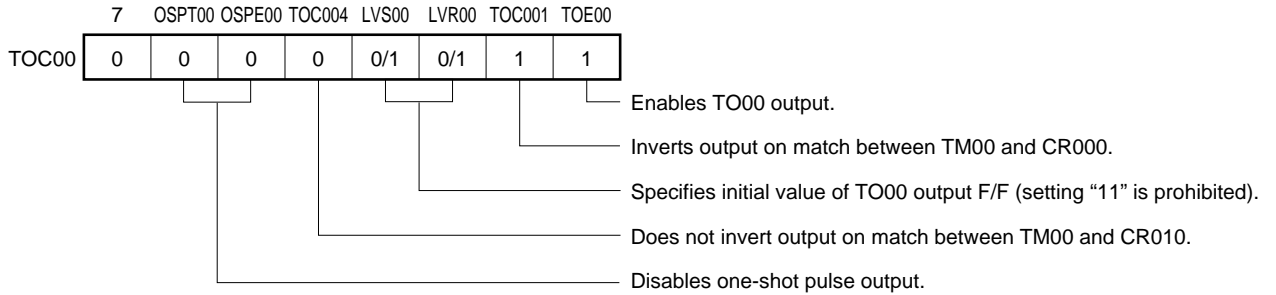 7 OSPT00 OSPE00 TOC004 LVS00 LVR00 TOC001 TOE00
TOC00 0 0 0 0 0/1 0/1 1 1
Enables TO00 output.
Inverts output on match between TM00 and CR000.
Specifies initial value of TO00 output F/F (setting “11” is prohibited).
Does not invert output on match between TM00 and CR010.
Disables one-shot pulse output.